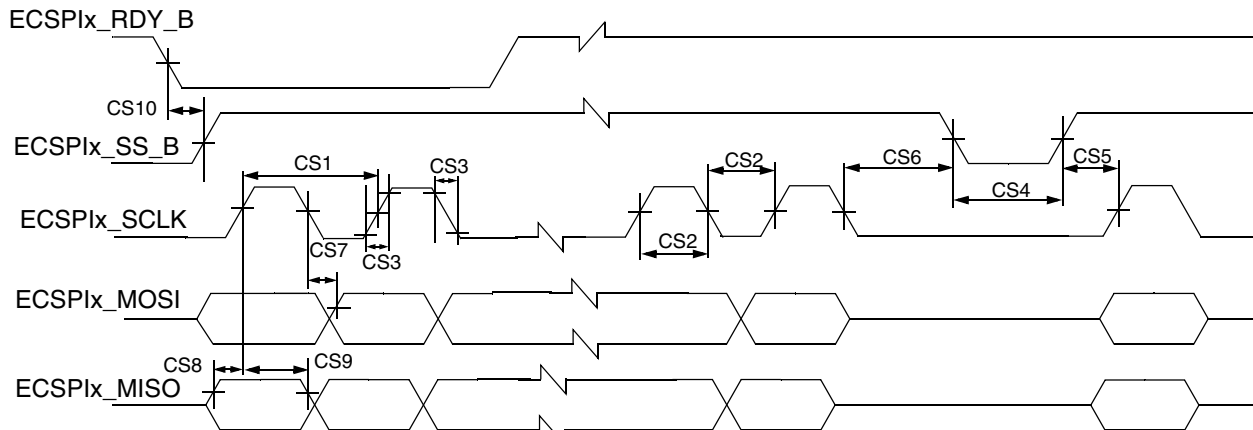 ECSPIx_RDY_B
CS10
ECSPIx_SS_B
CS1
CS3
CS2
CS6
CS5
CS4
ECSPIx_SCLK
CS7
CS3
CS2
ECSPIx_MOSI
CS8
CS9
ECSPIx_MISO